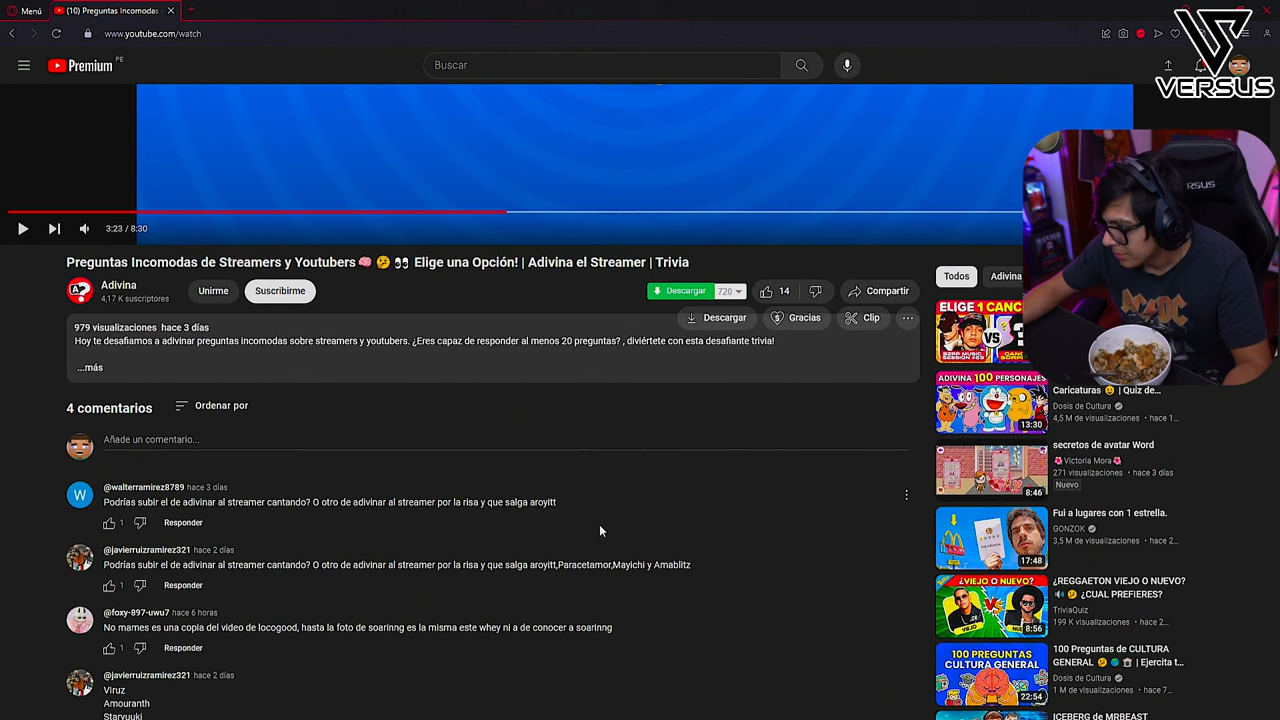 Menú
(10) Preguntas Incomodas
www.youtube.com/watch
VERSUS
Premium PE
Buscar
3:23 / 8:30
Preguntas Incomodas de Streamers y Youtubers🧠 🤔 👀 Elige una Opción! | Adivina el Streamer | Trivia
Adivina
4,17 K suscriptores
Unirme
Suscribirme
Descargar 720
14
Compartir
Descargar
Gracias
Clip
979 visualizaciones hace 3 días
Hoy te desafiamos a adivinar preguntas incomodas sobre streamers y youtubers. ¿Eres capaz de responder al menos 20 preguntas? , diviértete con esta desafiante trivia!
...más
4 comentarios
Ordenar por
Añade un comentario...
W
@walterramirez8789 hace 3 días
Podrías subir el de adivinar al streamer cantando? O otro de adivinar al streamer por la risa y que salga aroyitt
1
Responder
@javierruizramirez321 hace 2 días
Podrías subir el de adivinar al streamer cantando? O otro de adivinar al streamer por la risa y que salga aroyitt,Paracetamor,MayIchi y Amablitz
1
Responder
@foxy-897-uwu7 hace 6 horas
No mames es una copia del video de locogood, hasta la foto de soarinng es la misma este whey ni a de conocer a soarinng
1
Responder
@javierruizramirez321 hace 2 días
VIruz
Amouranth
Staryuuki
Todos
Adivina
ELIGE 1 CANC
BZRP MUSIC
VS
ADIVINA 100 PERSONAJES
13:30
Caricaturas 😃 | Quiz de...
Dosis de Cultura
4,5 M de visualizaciones • hace 1...
8:46
secretos de avatar Word
🌸Victoria Mora🌸
271 visualizaciones • hace 3 días
Nuevo
17:48
Fui a lugares con 1 estrella.
GONZOK
3,5 M de visualizaciones • hace 2...
¿VIEJO O NUEVO?
VIEJO
8:56
¿REGGAETON VIEJO O NUEVO?
🔊 🤔 ¿CUAL PREFIERES?
TriviaQuiz
199 K visualizaciones • hace 2...
100 PREGUNTAS
CULTURA GENERAL
22:54
100 Preguntas de CULTURA
GENERAL 🤔 🌎 🏛 | Ejercita t...
Dosis de Cultura
1 M de visualizaciones • hace 7...
ICEBERG de MRBEAST